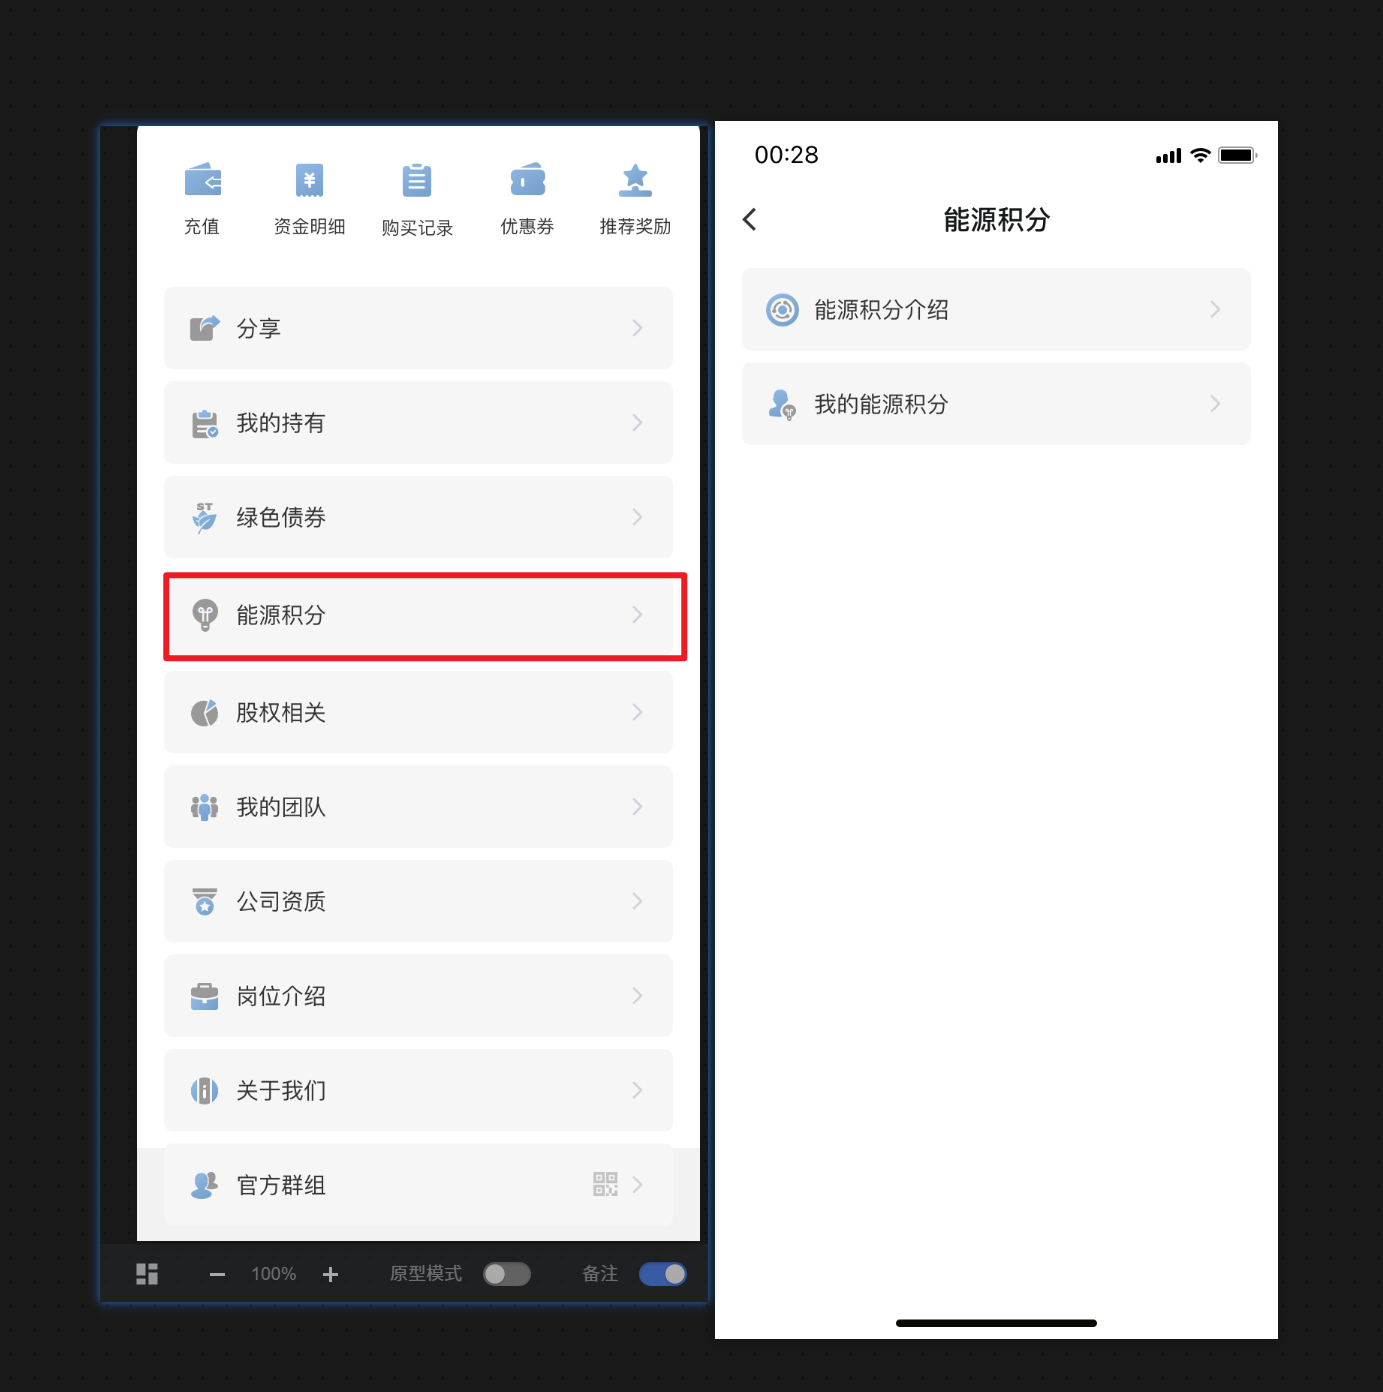 充值
资金明细
购买记录
优惠券
推荐奖励
分享
我的持有
ST
绿色债券
能源积分
股权相关
我的团队
公司资质
岗位介绍
关于我们
官方群组
100%
原型模式
备注
00:28
能源积分
能源积分介绍
我的能源积分